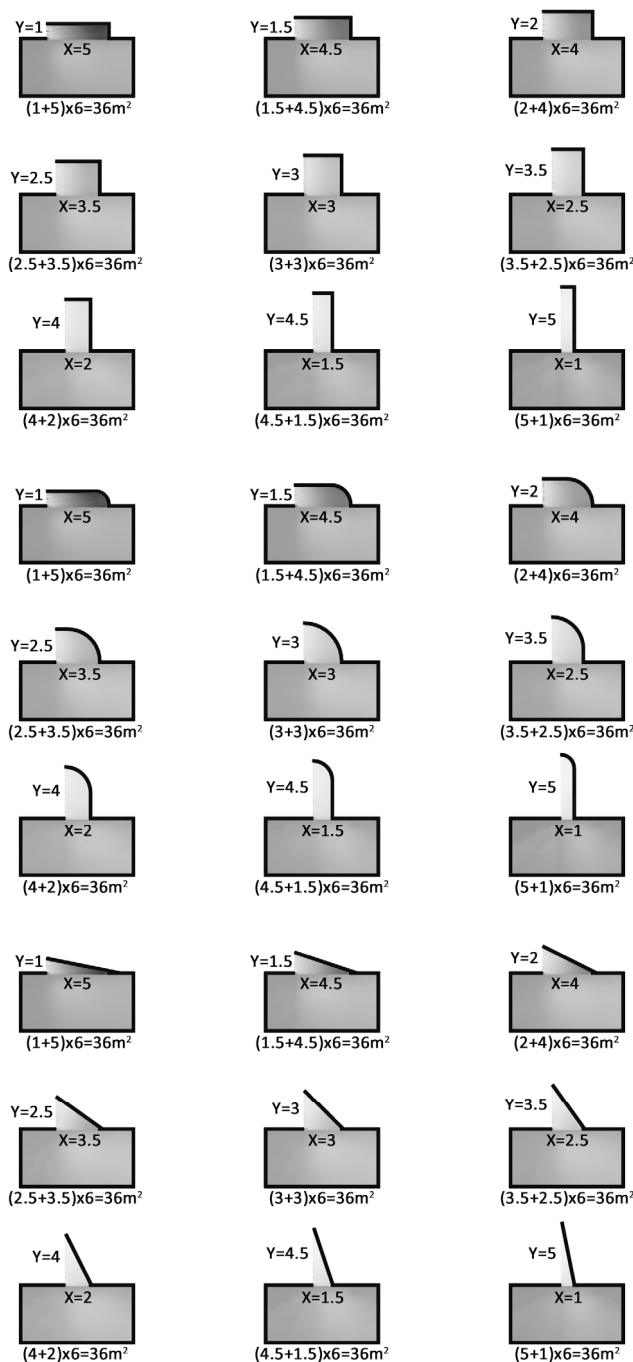 Y=1 Y=1.5 Y=2
X=5 X=4.5 X=4
(1+5)x6=36m² (1.5+4.5)x6=36m² (2+4)x6=36m²
Y=2.5 Y=3 Y=3.5
X=3.5 X=3 X=2.5
(2.5+3.5)x6=36m² (3+3)x6=36m² (3.5+2.5)x6=36m²
Y=4 Y=4.5 Y=5
X=2 X=1.5 X=1
(4+2)x6=36m² (4.5+1.5)x6=36m² (5+1)x6=36m²
Y=1 Y=1.5 Y=2
X=5 X=4.5 X=4
(1+5)x6=36m² (1.5+4.5)x6=36m² (2+4)x6=36m²
Y=2.5 Y=3 Y=3.5
X=3.5 X=3 X=2.5
(2.5+3.5)x6=36m² (3+3)x6=36m² (3.5+2.5)x6=36m²
Y=4 Y=4.5 Y=5
X=2 X=1.5 X=1
(4+2)x6=36m² (4.5+1.5)x6=36m² (5+1)x6=36m²
Y=1 Y=1.5 Y=2
X=5 X=4.5 X=4
(1+5)x6=36m² (1.5+4.5)x6=36m² (2+4)x6=36m²
Y=2.5 Y=3 Y=3.5
X=3.5 X=3 X=2.5
(2.5+3.5)x6=36m² (3+3)x6=36m² (3.5+2.5)x6=36m²
Y=4 Y=4.5 Y=5
X=2 X=1.5 X=1
(4+2)x6=36m² (4.5+1.5)x6=36m² (5+1)x6=36m²